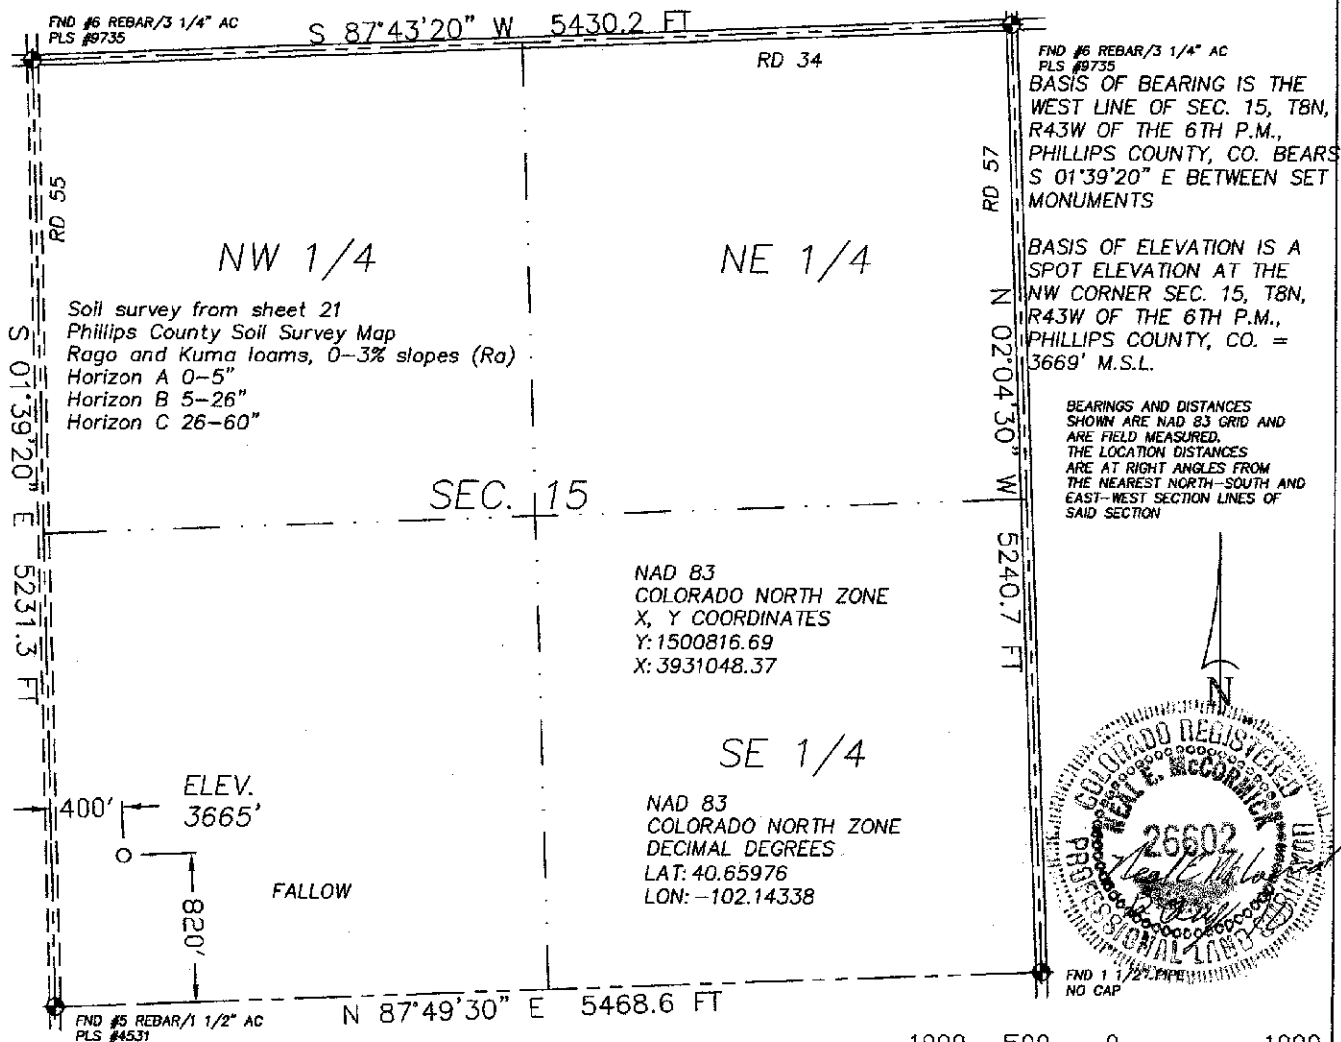 FND #6 REBAR/3 1/4" AC
PLS #9735
S 87°43'20" W 5430.2 FT
RD 34
FND #6 REBAR/3 1/4" AC
PLS #9735
BASIS OF BEARING IS THE
WEST LINE OF SEC. 15, T8N,
R43W OF THE 6TH P.M.,
PHILLIPS COUNTY, CO. BEARS
S 01°39'20" E BETWEEN SET
MONUMENTS
RD 55
RD 57
NW 1/4
NE 1/4
BASIS OF ELEVATION IS A
SPOT ELEVATION AT THE
NW CORNER SEC. 15, T8N,
R43W OF THE 6TH P.M.,
PHILLIPS COUNTY, CO. =
3669' M.S.L.
Soil survey from sheet 21
Phillips County Soil Survey Map
Rago and Kuma loams, 0-3% slopes (Ra)
Horizon A 0-5"
Horizon B 5-26"
Horizon C 26-60"
S 01°39'20" E 5231.3 FT
N 02°04'30" W 5240.7 FT
BEARINGS AND DISTANCES
SHOWN ARE NAD 83 GRID AND
ARE FIELD MEASURED.
THE LOCATION DISTANCES
ARE AT RIGHT ANGLES FROM
THE NEAREST NORTH-SOUTH AND
EAST-WEST SECTION LINES OF
SAID SECTION
SEC. 15
NAD 83
COLORADO NORTH ZONE
X, Y COORDINATES
Y: 1500816.69
X: 3931048.37
N
SE 1/4
NAD 83
COLORADO NORTH ZONE
DECIMAL DEGREES
LAT: 40.65976
LON: -102.14338
ELEV.
3665'
400'
820'
FALLOW
COLORADO REGISTERED
NEAL E. McCORMICK
26602
PROFESSIONAL LAND
FND 1 1/2" PIPE
NO CAP
N 87°49'30" E 5468.6 FT
FND #5 REBAR/1 1/2" AC
PLS #4531
1000 500 0 1000